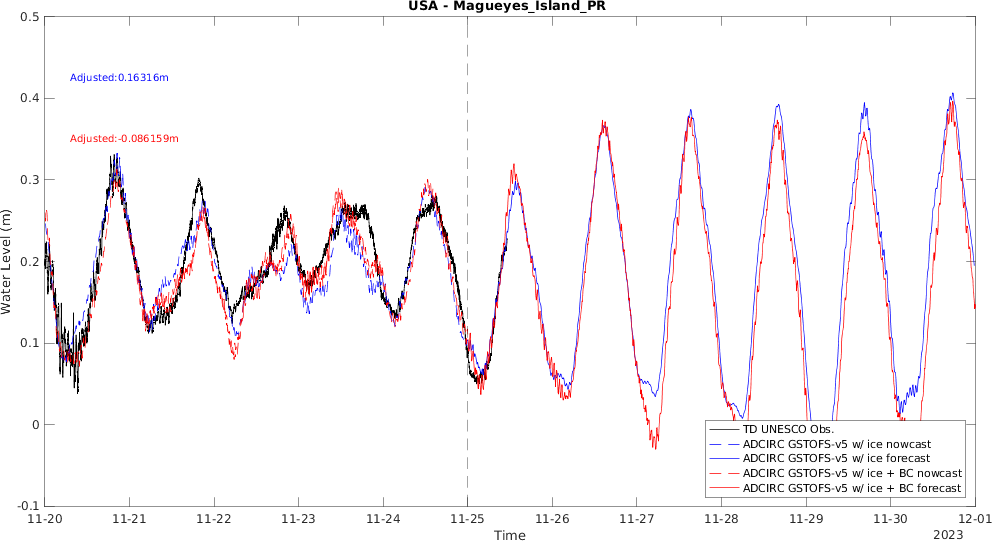 USA - Magueyes_Island_PR
0.5
0.4
0.3
0.2
0.1
0
-0.1
Water Level (m)
Adjusted:0.16316m
Adjusted:-0.086159m
TD UNESCO Obs.
ADCIRC GSTOFS-v5 w/ ice nowcast
ADCIRC GSTOFS-v5 w/ ice forecast
ADCIRC GSTOFS-v5 w/ ice + BC nowcast
ADCIRC GSTOFS-v5 w/ ice + BC forecast
11-20 11-21 11-22 11-23 11-24 11-25 11-26 11-27 11-28 11-29 11-30 12-01
Time
2023